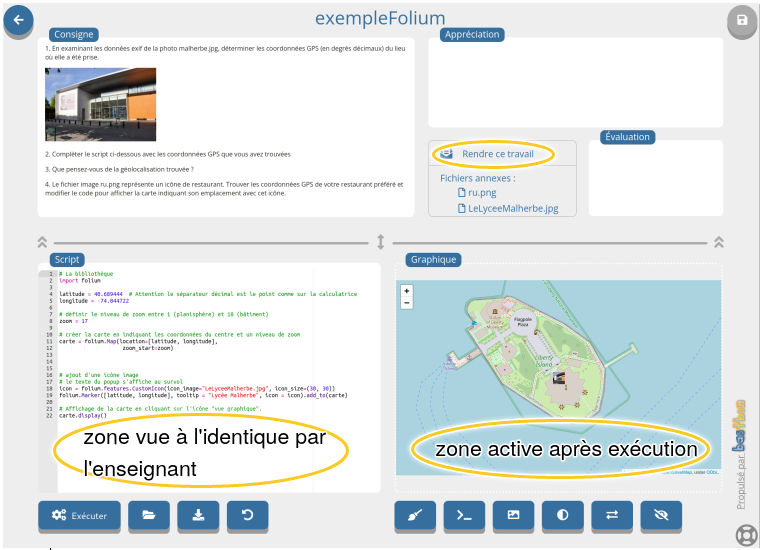 exempleFolium
Consigne
1. En examinant les données exif de la photo malherbe.jpg, déterminer les coordonnées GPS (en degrés décimaux) du lieu
où elle a été prise.
2. Compléter le script ci-dessous avec les coordonnées GPS que vous avez trouvées
3. Que pensez-vous de la géolocalisation trouvée ?
4. Le fichier image ru.png représente un icône de restaurant. Trouver les coordonnées GPS de votre restaurant préféré et
modifier le code pour afficher la carte indiquant son emplacement avec cet icône.
Appréciation
Rendre ce travail
Fichiers annexes :
ru.png
LeLyceeMalherbe.jpg
Évaluation
Script
1 # La bibliothèque
2 import folium
3
4 latitude = 40.689444 # Attention le séparateur décimal est le point comme sur la calculatrice
5 longitude = -74.044722
6
7 # définir le niveau de zoom entre 1 (planisphère) et 18 (bâtiment)
8 zoom = 17
9
10 # créer la carte en indiquant les coordonnées du centre et un niveau de zoom
11 carte = folium.Map(location=[latitude, longitude],
12 zoom_start=zoom)
13
14
15
16 # ajout d'une icône image
17 # le texte du popup s'affiche au survol
18 icon = folium.features.CustomIcon(icon_image="LeLyceeMalherbe.jpg", icon_size=(30, 30))
19 folium.Marker([latitude, longitude], tooltip = "Lycée Malherbe", icon = icon).add_to(carte)
20
21 # Affichage de la carte en cliquant sur l'icône "vue graphique".
22 carte.display()
zone vue à l'identique par
l'enseignant
Graphique
+
−
Flagpole
Plaza
Liberty
Island
zone active après exécution
Exécuter
Propulsé par basthon